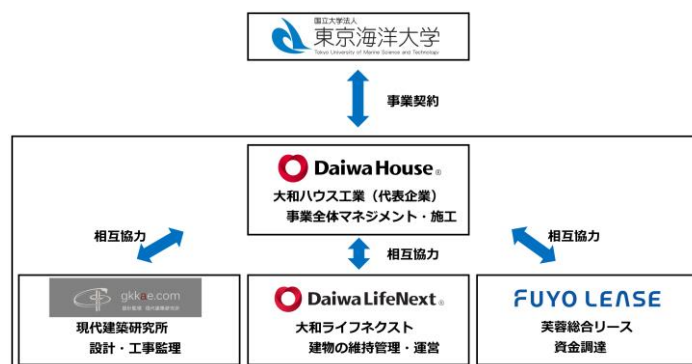 国立大学法人
東京海洋大学
Tokyo University of Marine Science and Technology
事業契約
DaiwaHouse®
大和ハウス工業（代表企業）
事業全体マネジメント・施工
相互協力
相互協力
相互協力
gkkae.com
現代建築研究所
設計・工事監理
DaiwaLifeNext®
大和ライフネクスト
建物の維持管理・運営
FUYO LEASE
芙蓉総合リース
資金調達